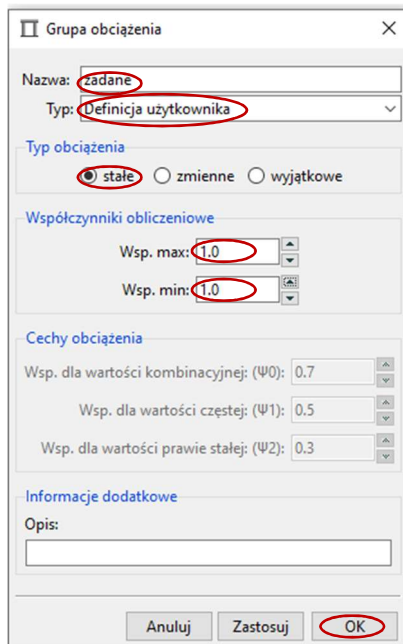 Grupa obciążenia
Nazwa: zadane
Typ: Definicja użytkownika
Typ obciążenia
stałe zmienne wyjątkowe
Współczynniki obliczeniowe
Wsp. max: 1.0
Wsp. min: 1.0
Cechy obciążenia
Wsp. dla wartości kombinacyjnej: (Ψ0): 0.7
Wsp. dla wartości częstej: (Ψ1): 0.5
Wsp. dla wartości prawie stałej: (Ψ2): 0.3
Informacje dodatkowe
Opis:
Anuluj Zastosuj OK